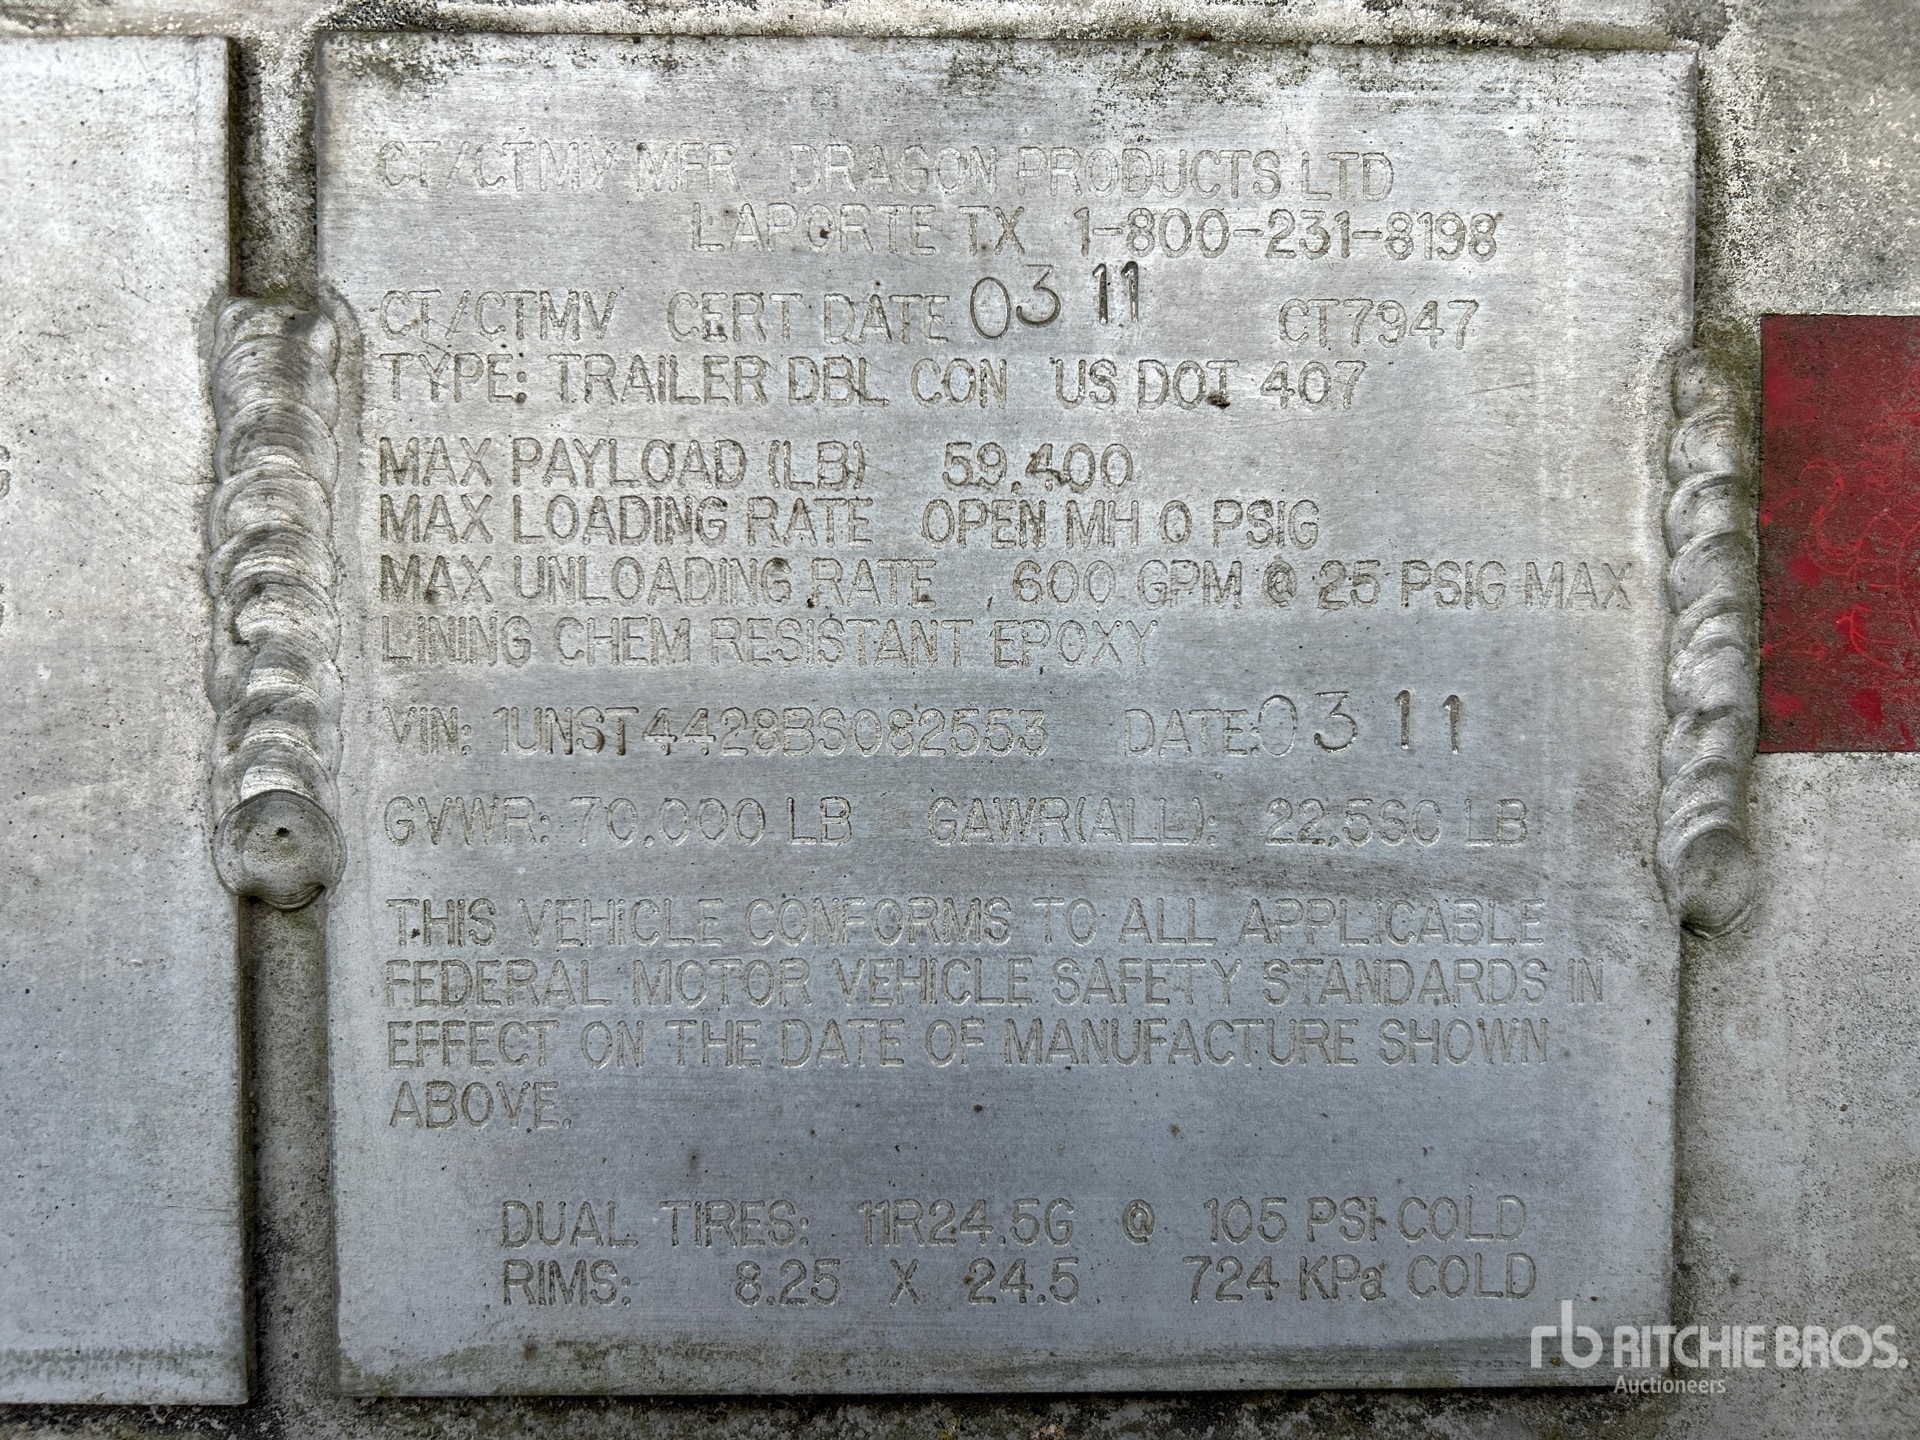 CT/CTMV MFR DRAGON PRODUCTS LTD
LAPORTE TX 1-800-231-8198
CT/CTMV CERT DATE 03 11 CT7947
TYPE: TRAILER DBL CON US DOT 407
MAX PAYLOAD (LB) 59,400
MAX LOADING RATE OPEN MH 0 PSIG
MAX UNLOADING RATE 600 GPM @ 25 PSIG MAX
LINING CHEM RESISTANT EPOXY
VIN: 1UNST4428BS082553 DATE: 03 11
GVWR: 70,000 LB GAWR(ALL): 22,560 LB
THIS VEHICLE CONFORMS TO ALL APPLICABLE
FEDERAL MOTOR VEHICLE SAFETY STANDARDS IN
EFFECT ON THE DATE OF MANUFACTURE SHOWN
ABOVE.
DUAL TIRES: 11R24.5G @ 105 PSI COLD
RIMS: 8.25 X 24.5 724 KPa COLD
rb RITCHIE BROS.
Auctioneers